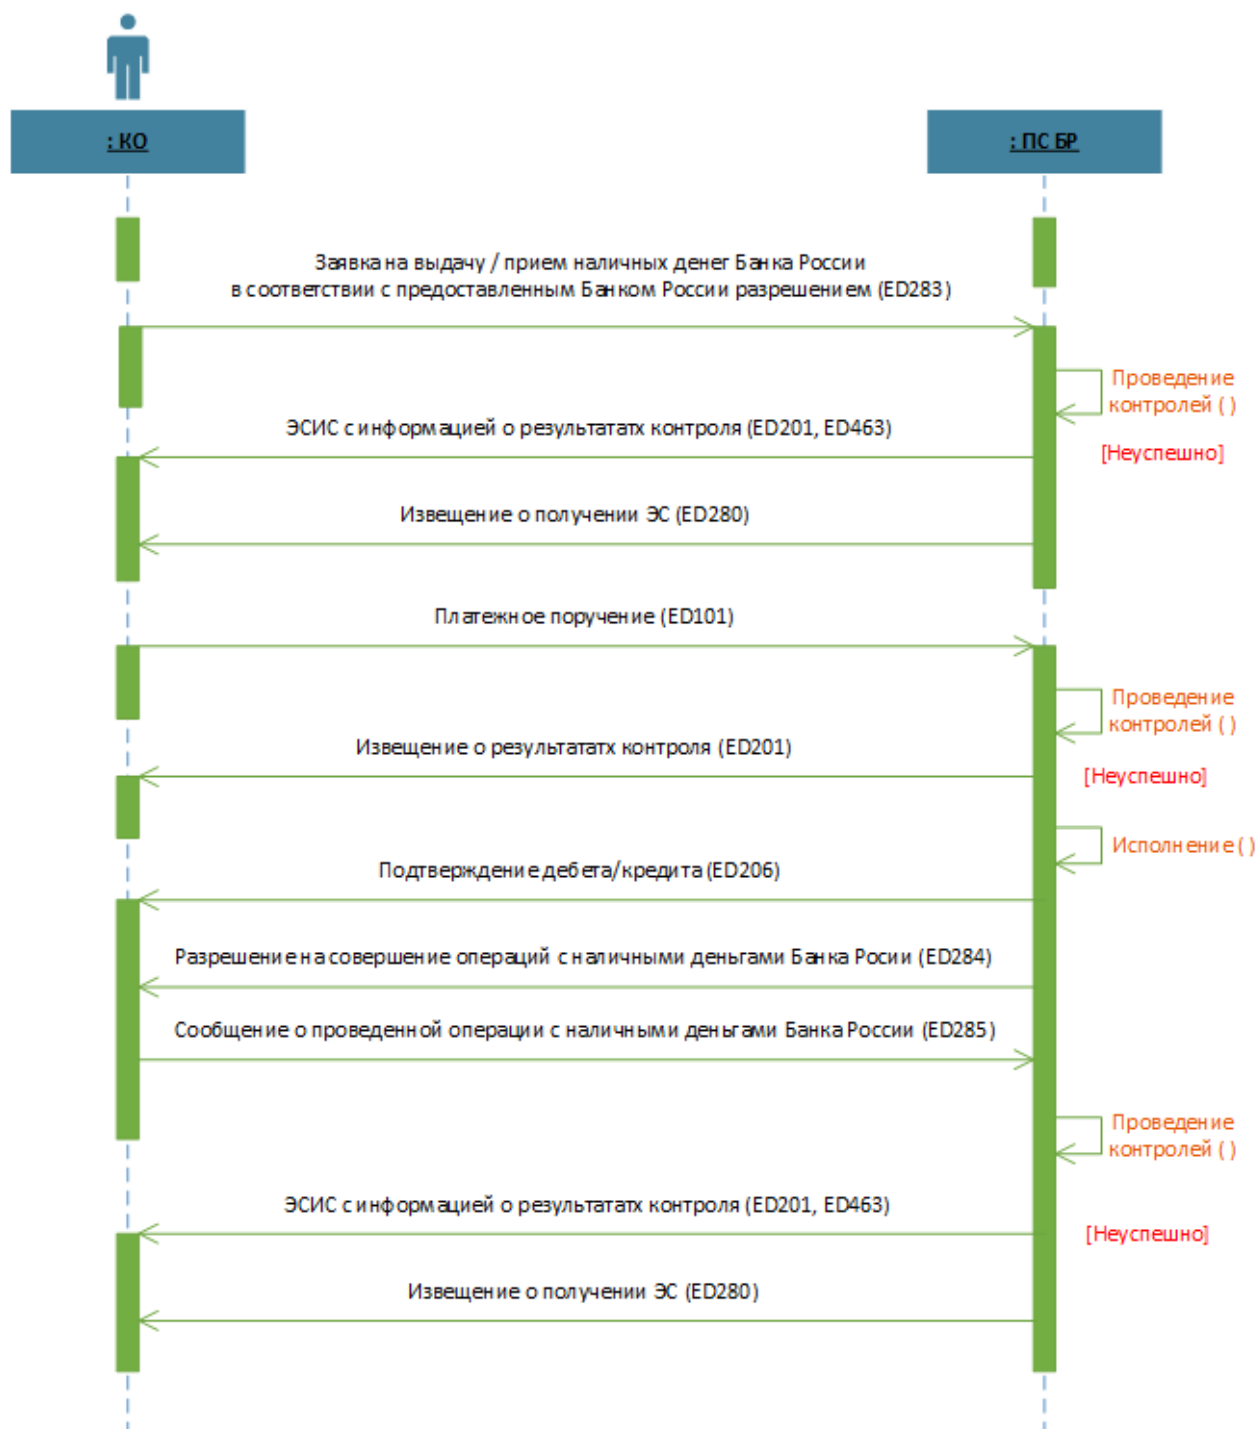 : КО
: ПС БР
Заявка на выдачу / прием наличных денег Банка России
в соответствии с предоставленным Банком России разрешением (ED283)
Проведение
контролей ( )
ЭСИС с информацией о результататх контроля (ED201, ED463)
[Неуспешно]
Извещение о получении ЭС (ED280)
Платежное поручение (ED101)
Проведение
контролей ( )
Извещение о результататх контроля (ED201)
[Неуспешно]
Исполнение ( )
Подтверждение дебета/кредита (ED206)
Разрешение на совершение операций с наличными деньгами Банка Росии (ED284)
Сообщение о проведенной операции с наличными деньгами Банка России (ED285)
Проведение
контролей ( )
ЭСИС с информацией о результататх контроля (ED201, ED463)
[Неуспешно]
Извещение о получении ЭС (ED280)